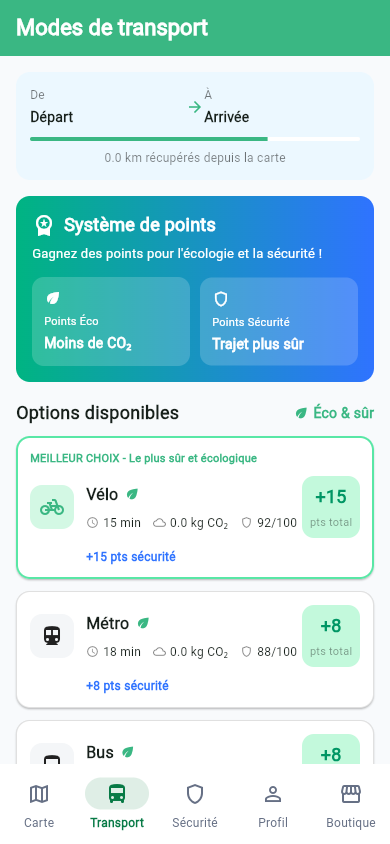 Modes de transport
De
À
Départ
Arrivée
0.0 km récupérés depuis la carte
Système de points
Gagnez des points pour l'écologie et la sécurité !
Points Éco
Moins de CO₂
Points Sécurité
Trajet plus sûr
Options disponibles
Éco & sûr
MEILLEUR CHOIX - Le plus sûr et écologique
Vélo
15 min
0.0 kg CO₂
92/100
+15
pts total
+15 pts sécurité
Métro
18 min
0.0 kg CO₂
88/100
+8
pts total
+8 pts sécurité
Bus
+8
Carte
Transport
Sécurité
Profil
Boutique